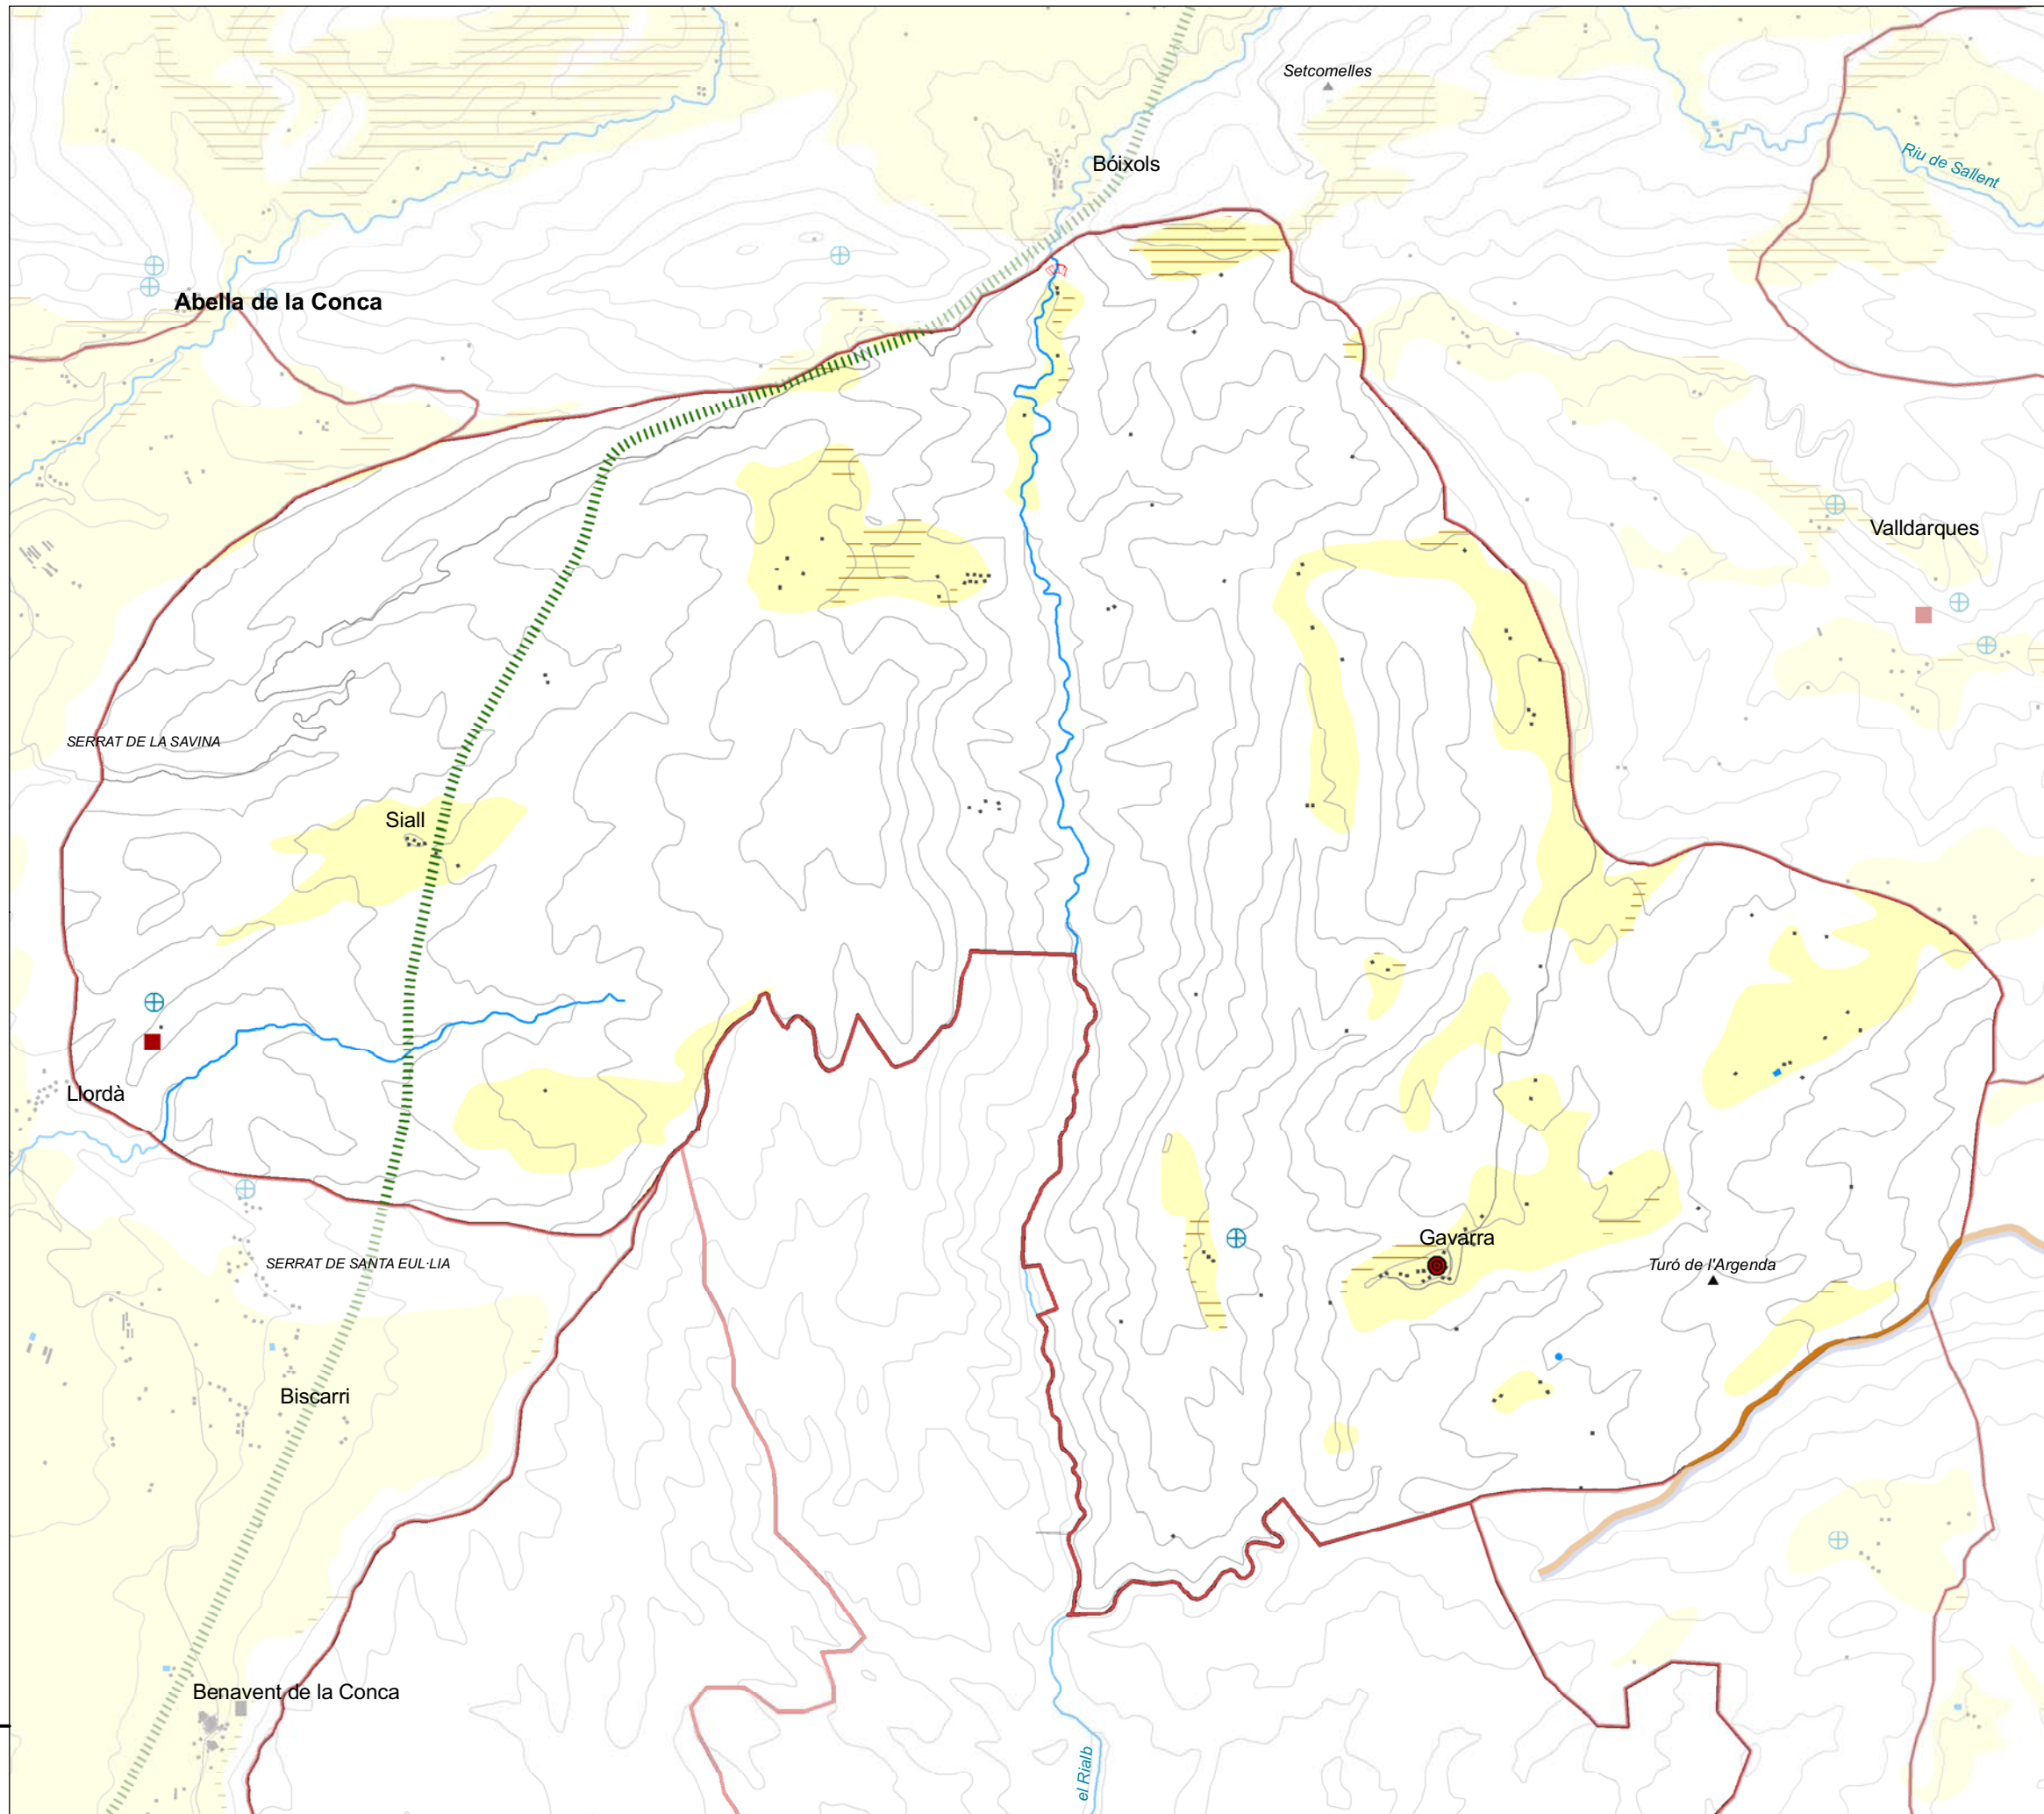 Setcomelles
Bóixols
Riu de Sallent
Abella de la Conca
Valldarques
SERRAT DE LA SAVINA
Siall
Llordà
Gavarra
SERRAT DE SANTA EUL·LIA
Turó de l'Argenda
Biscarri
Benavent de la Conca
el Rialb